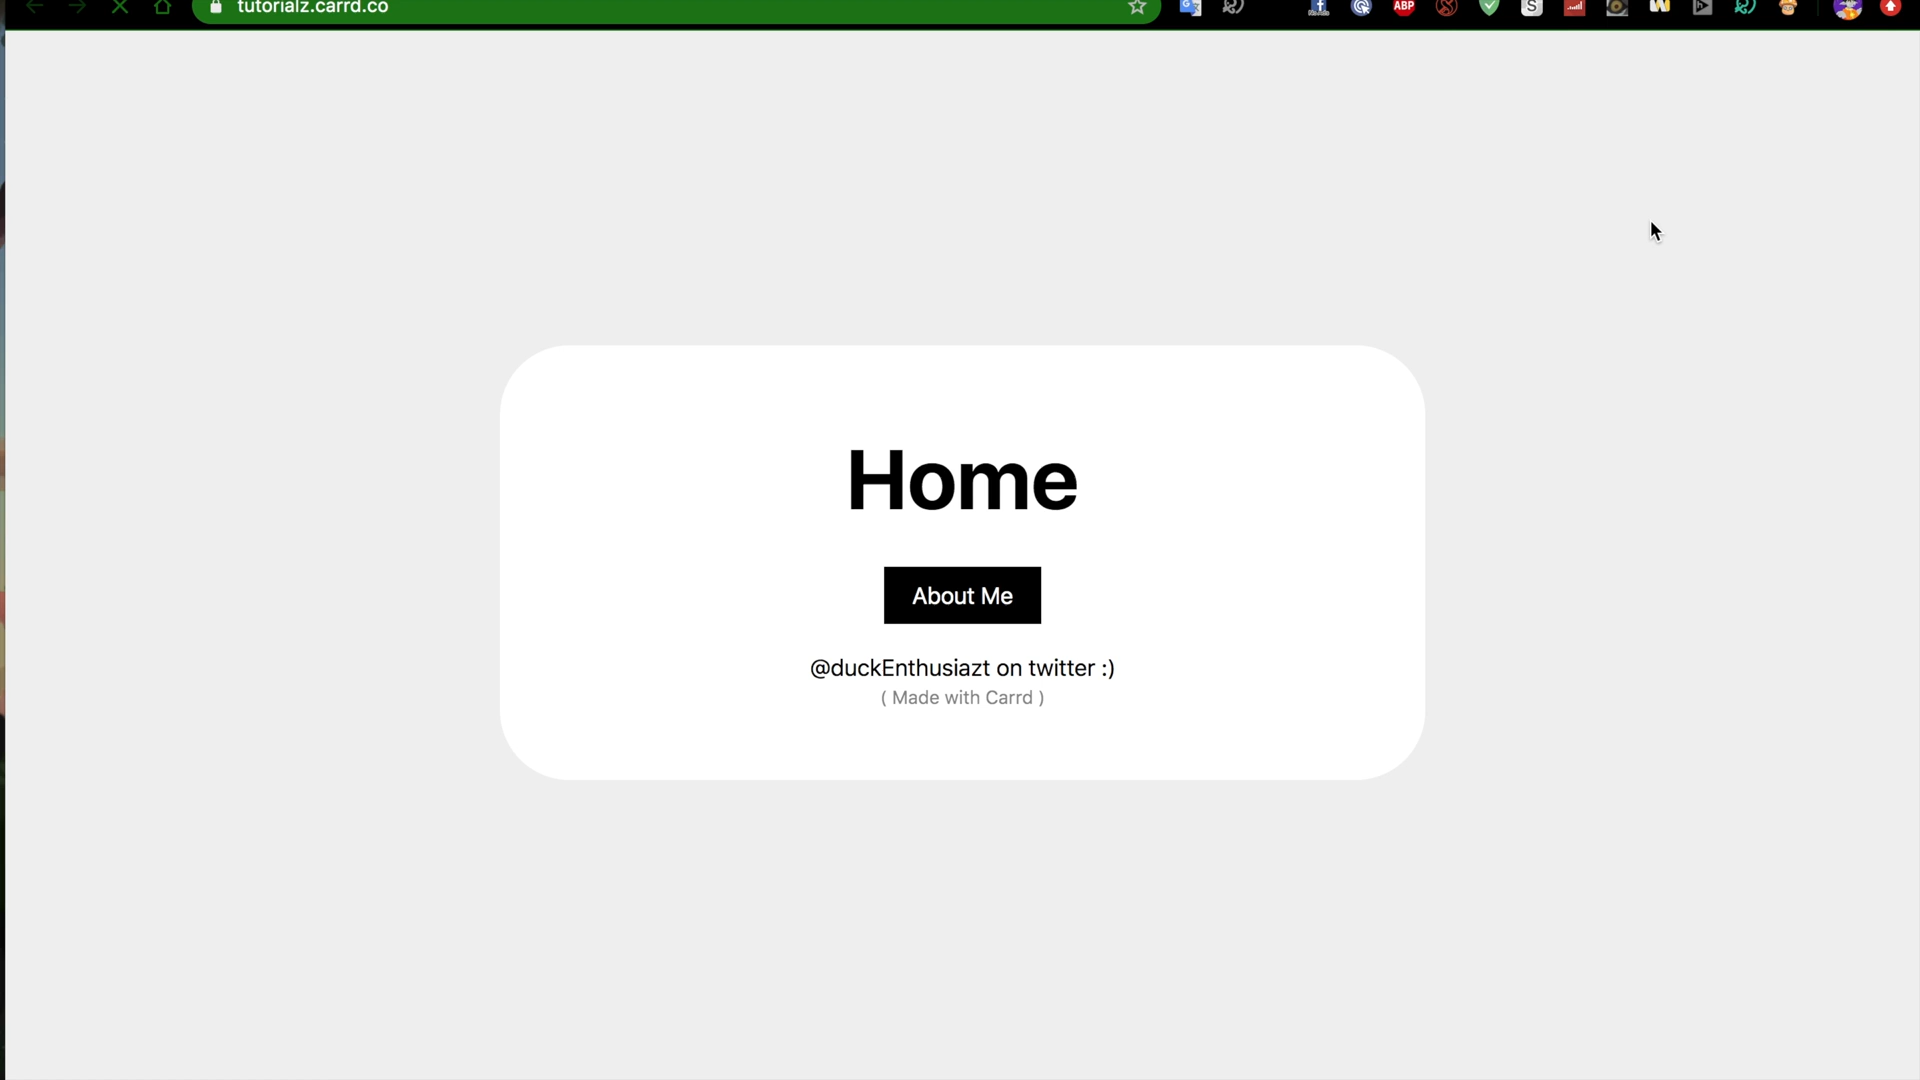 tutorialz.carrd.co
ABP
S
Home
About Me
@duckEnthusiazt on twitter :)
( Made with Carrd )